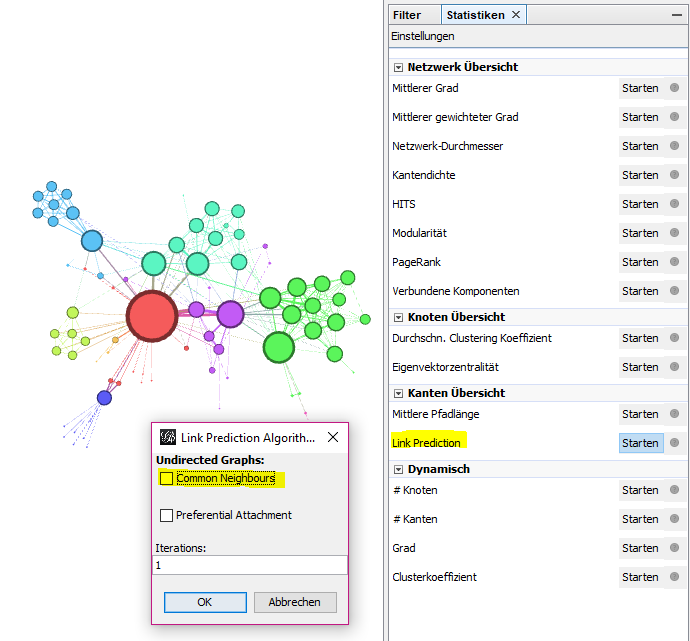 Filter
Statistiken
Einstellungen
Netzwerk Übersicht
Mittlerer Grad Starten
Mittlerer gewichteter Grad Starten
Netzwerk-Durchmesser Starten
Kantendichte Starten
HITS Starten
Modularität Starten
PageRank Starten
Verbundene Komponenten Starten
Knoten Übersicht
Durchschn. Clustering Koeffizient Starten
Eigenvektorzentralität Starten
Kanten Übersicht
Mittlere Pfadlänge Starten
Link Prediction Starten
Dynamisch
# Knoten Starten
# Kanten Starten
Grad Starten
Clusterkoeffizient Starten
Link Prediction Algorith...
Undirected Graphs:
Common Neighbours
Preferential Attachment
Iterations:
1
OK Abbrechen